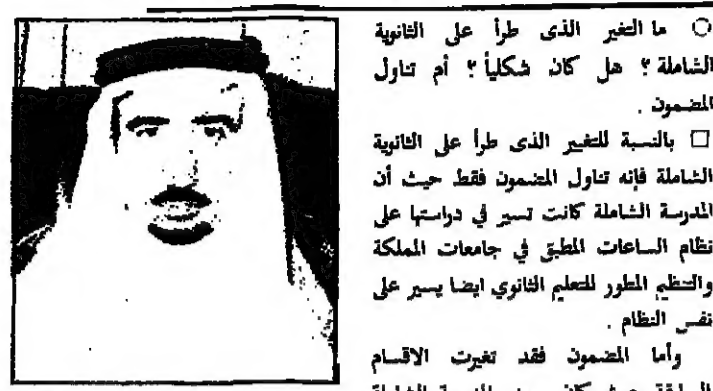 ○ ما التغير الذى طرأ على الثانوية
الشاملة ؟ هل كان شكلياً ؟ أم تناول
المضمون .
□ بالنسبة للتغيير الذى طرأ على الثانوية
الشاملة فإنه تناول المضمون فقط حيث أن
المدرسة الشاملة كانت تسير في دراستها على
نظام الساعات المطبق في جامعات المملكة
والتنظيم المطور للتعليم الثانوي ايضا يسير على
نفس النظام .
وأما المضمون فقد تغيرت الاقسام